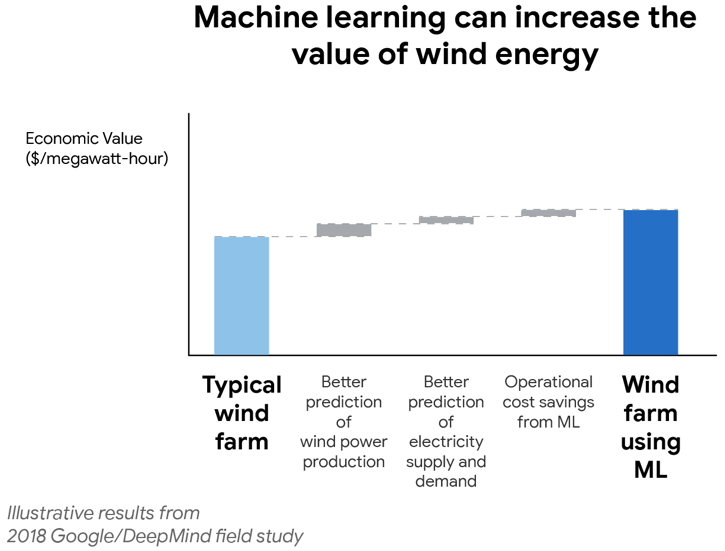 Machine learning can increase the
value of wind energy
Economic Value
($/megawatt-hour)
Typical
wind
farm
Better
prediction
of
wind power
production
Better
prediction
of
electricity
supply and
demand
Operational
cost savings
from ML
Wind
farm
using
ML
Illustrative results from
2018 Google/DeepMind field study